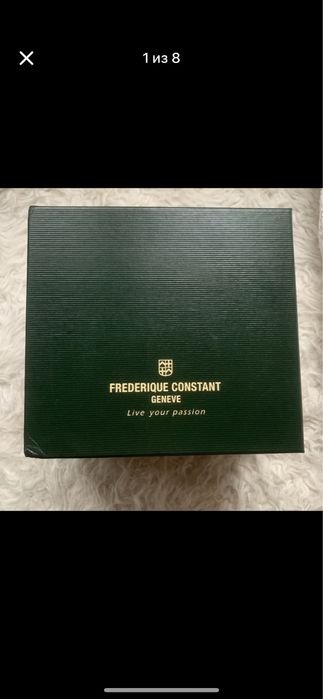 1 из 8
FREDERIQUE CONSTANT
GENEVE
Live your passion